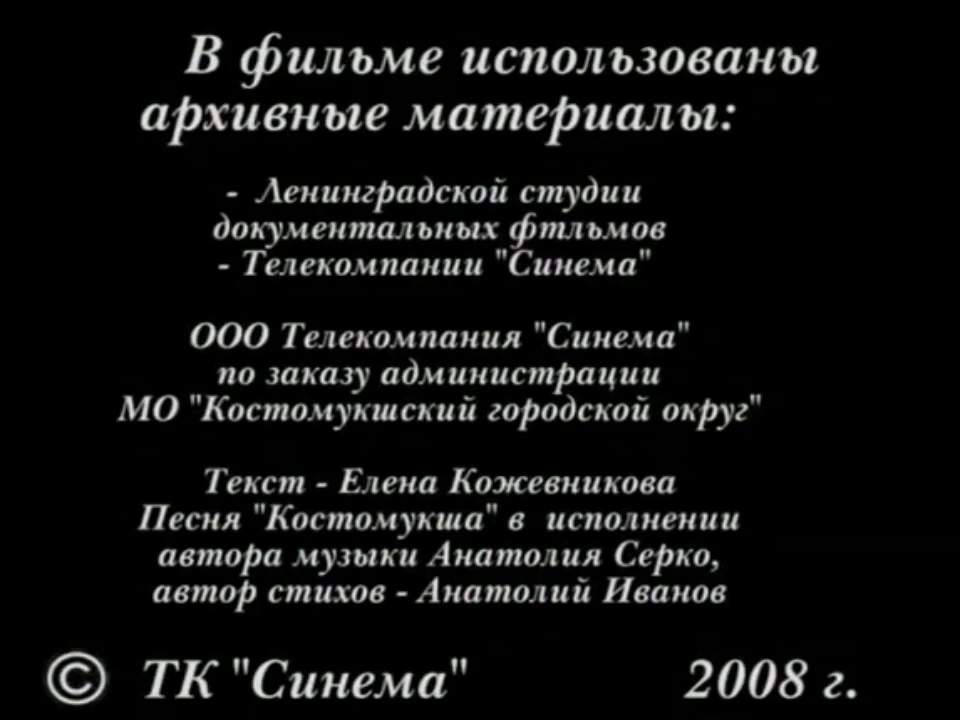 В фильме использованы
архивные материалы:
- Ленинградской студии
документальных фтльмов
- Телекомпании "Синема"
ООО Телекомпания "Синема"
по заказу администрации
МО "Костомукшский городской округ"
Текст - Елена Кожевникова
Песня "Костомукша" в исполнении
автора музыки Анатолия Серко,
автор стихов - Анатолий Иванов
© ТК "Синема" 2008 г.